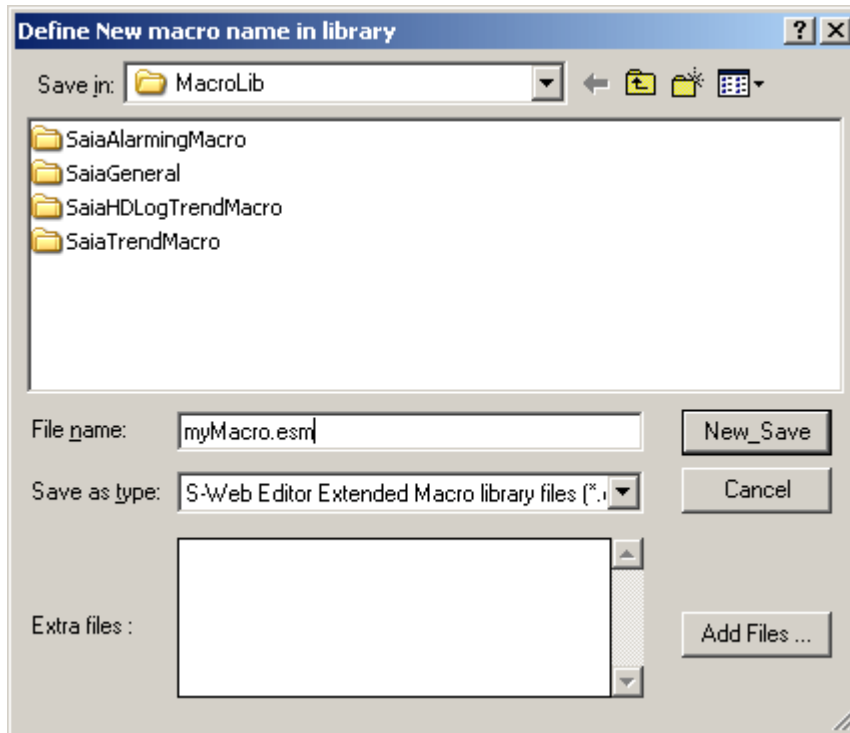 Define New macro name in library
Save in: MacroLib
SaiaAlarmingMacro
SaiaGeneral
SaiaHDLogTrendMacro
SaiaTrendMacro
File name: myMacro.esm New_Save
Save as type: S-Web Editor Extended Macro library files (*. Cancel
Extra files : Add Files ...